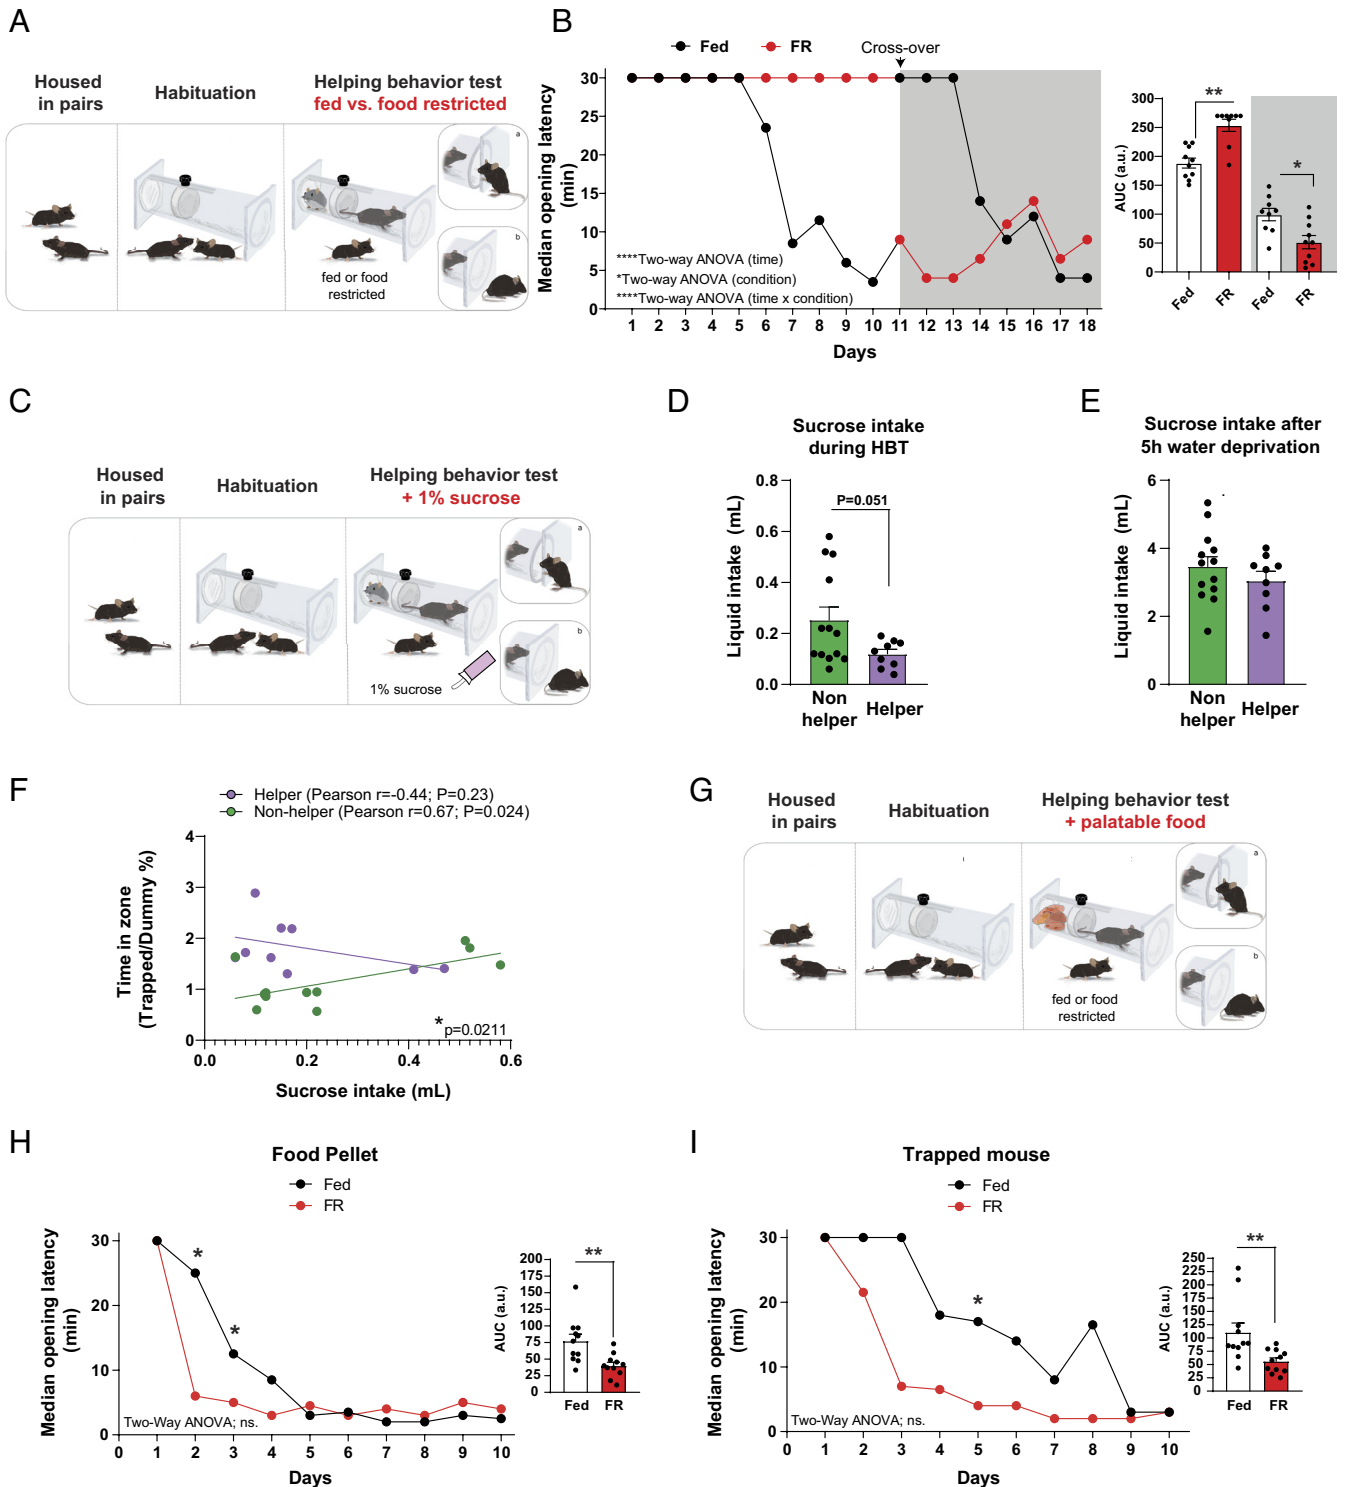 A
Housed
in pairs
Habituation
Helping behavior test
fed vs. food restricted
a
b
fed or food
restricted
B
Fed
FR
Cross-over
Median opening latency
(min)
30
25
20
15
10
5
0
****Two-way ANOVA (time)
*Two-way ANOVA (condition)
****Two-way ANOVA (time x condition)
1 2 3 4 5 6 7 8 9 10 11 12 13 14 15 16 17 18
Days
AUC (a.u.)
300
250
200
150
100
50
0
**
*
Fed FR Fed FR
C
Housed
in pairs
Habituation
Helping behavior test
+ 1% sucrose
a
b
1% sucrose
D
Sucrose intake
during HBT
Liquid intake (mL)
0.8
0.6
0.4
0.2
0.0
P=0.051
Non
helper
Helper
E
Sucrose intake after
5h water deprivation
Liquid intake (mL)
6
4
2
0
Non
helper
Helper
F
Helper (Pearson r=-0.44; P=0.23)
Non-helper (Pearson r=0.67; P=0.024)
Time in zone
(Trapped/Dummy %)
4
3
2
1
0
*p=0.0211
0.0 0.2 0.4 0.6
Sucrose intake (mL)
G
Housed
in pairs
Habituation
Helping behavior test
+ palatable food
a
b
fed or food
restricted
H
Food Pellet
Fed
FR
Median opening latency
(min)
30
20
10
0
*
*
Two-Way ANOVA; ns.
0 1 2 3 4 5 6 7 8 9 10
Days
AUC (a.u.)
200
175
150
125
100
75
50
25
0
**
Fed FR
I
Trapped mouse
Fed
FR
Median opening latency
(min)
30
20
10
0
*
Two-Way ANOVA; ns.
0 1 2 3 4 5 6 7 8 9 10
Days
AUC (a.u.)
250
225
200
175
150
125
100
75
50
25
0
**
Fed FR